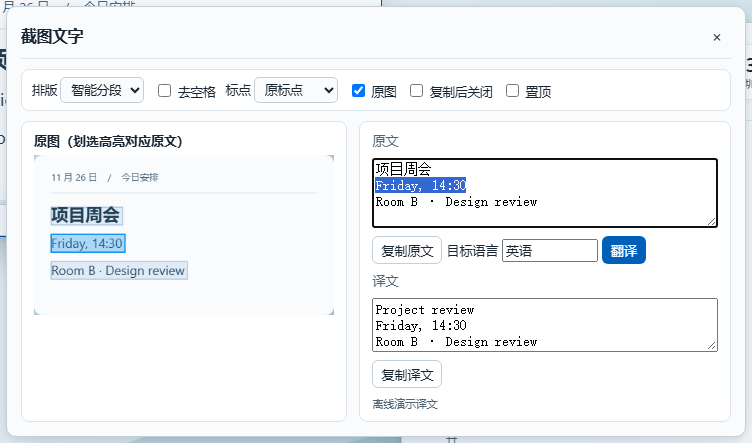 截图文字
×
排版 智能分段 去空格 标点 原标点 原图 复制后关闭 置顶
原图（划选高亮对应原文）
11 月 26 日 / 今日安排
项目周会
Friday, 14:30
Room B · Design review
原文
项目周会
Friday, 14:30
Room B · Design review
复制原文 目标语言 英语 翻译
译文
Project review
Friday, 14:30
Room B · Design review
复制译文
离线演示译文